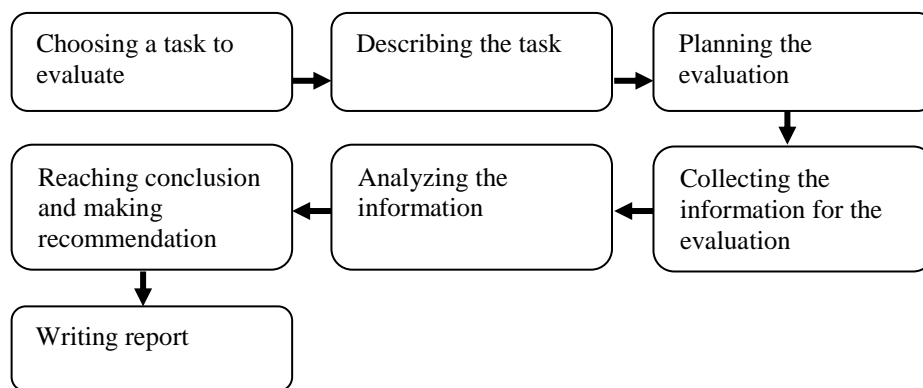 Choosing a task to
evaluate
Describing the task
Planning the
evaluation
Collecting the
information for the
evaluation
Analyzing the
information
Reaching conclusion
and making
recommendation
Writing report